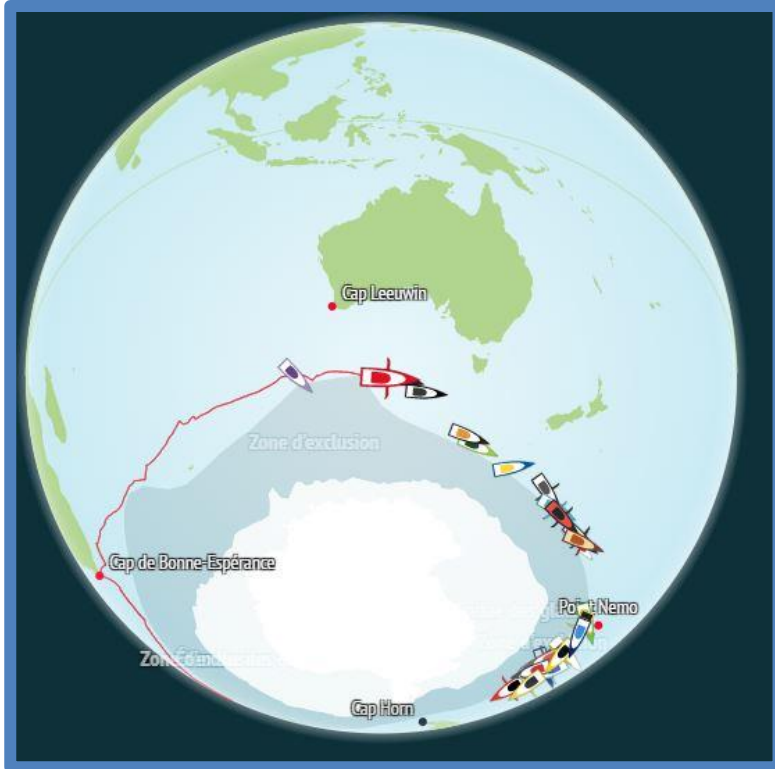 Cap Leeuwin
Zone d'exclusion
Cap de Bonne-Espérance
Point Nemo
Cap Horn